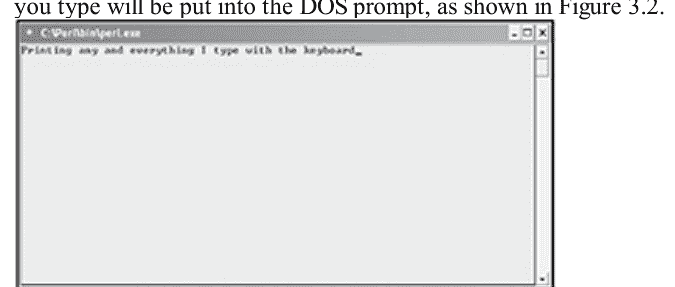 you type will be put into the DOS prompt, as shown in Figure 3.2.
C:\Perl\bin\perl.exe
Printing any and everything I type with the keyboard_